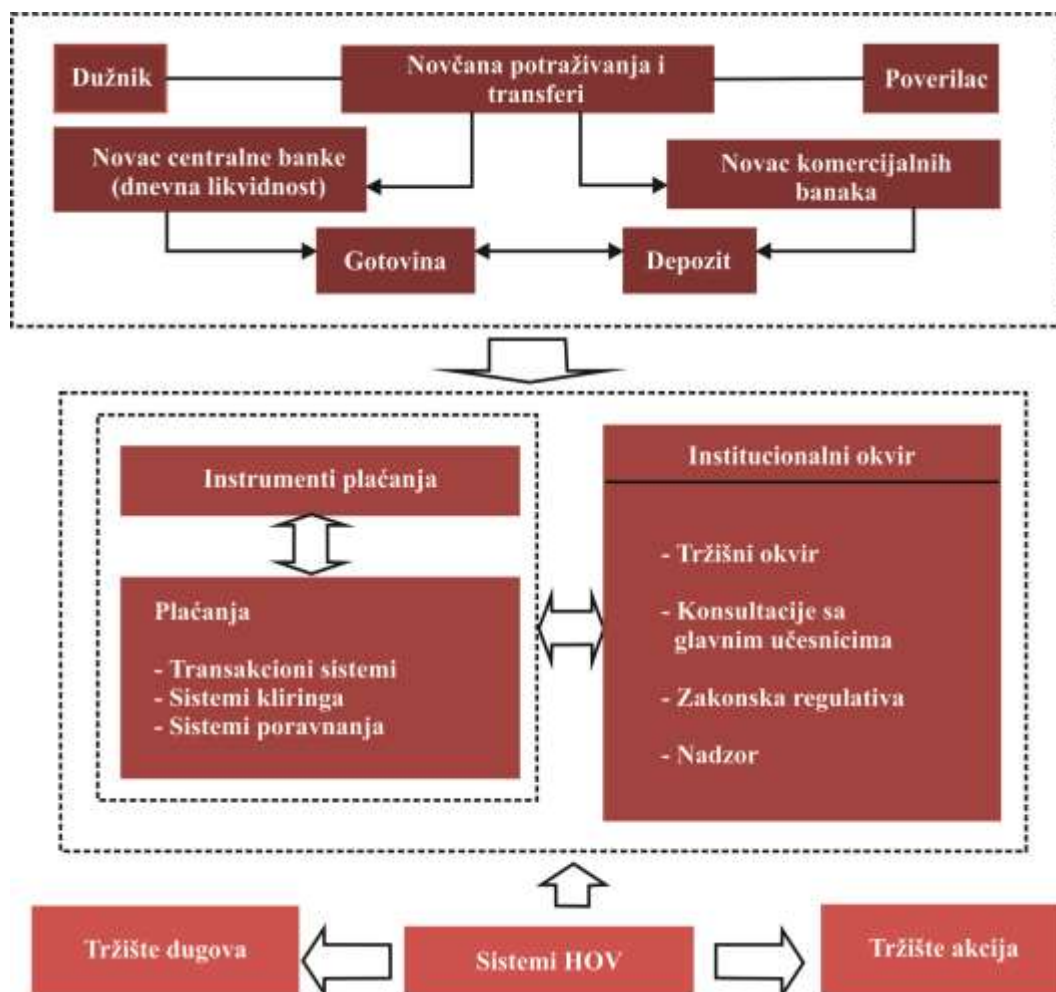 Dužnik
Novčana potraživanja i
transferi
Poverilac
Novac centralne banke
(dnevna likvidnost)
Novac komercijalnih
banaka
Gotovina
Depozit
Instrumenti plaćanja
Plaćanja
- Transakcioni sistemi
- Sistemi kliringa
- Sistemi poravnanja
Institucionalni okvir
- Tržišni okvir
- Konsultacije sa
glavnim učesnicima
- Zakonska regulativa
- Nadzor
Tržište dugova
Sistemi HOV
Tržište akcija